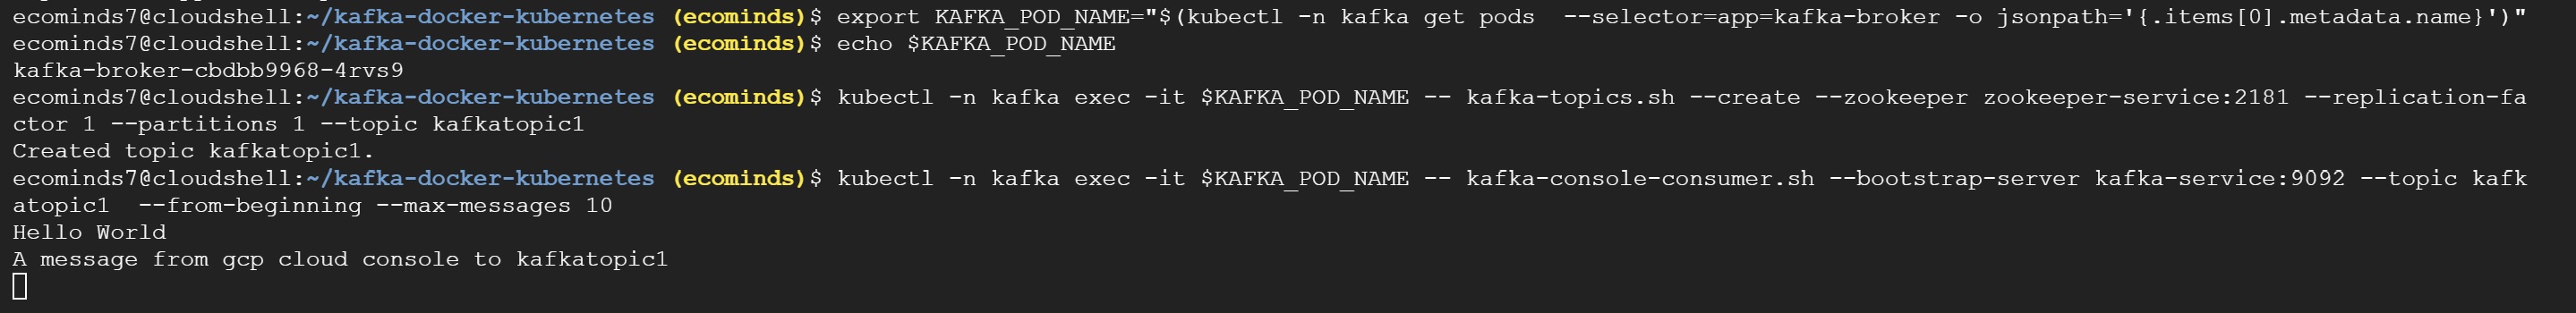 ecominds7@cloudshell:~/kafka-docker-kubernetes (ecominds)$ export KAFKA_POD_NAME="$(kubectl -n kafka get pods  --selector=app=kafka-broker -o jsonpath='{.items[0].metadata.name}')"
ecominds7@cloudshell:~/kafka-docker-kubernetes (ecominds)$ echo $KAFKA_POD_NAME
kafka-broker-cbdbb9968-4rvs9
ecominds7@cloudshell:~/kafka-docker-kubernetes (ecominds)$ kubectl -n kafka exec -it $KAFKA_POD_NAME -- kafka-topics.sh --create --zookeeper zookeeper-service:2181 --replication-fa
ctor 1 --partitions 1 --topic kafkatopic1
Created topic kafkatopic1.
ecominds7@cloudshell:~/kafka-docker-kubernetes (ecominds)$ kubectl -n kafka exec -it $KAFKA_POD_NAME -- kafka-console-consumer.sh --bootstrap-server kafka-service:9092 --topic kafk
atopic1  --from-beginning --max-messages 10
Hello World
A message from gcp cloud console to kafkatopic1